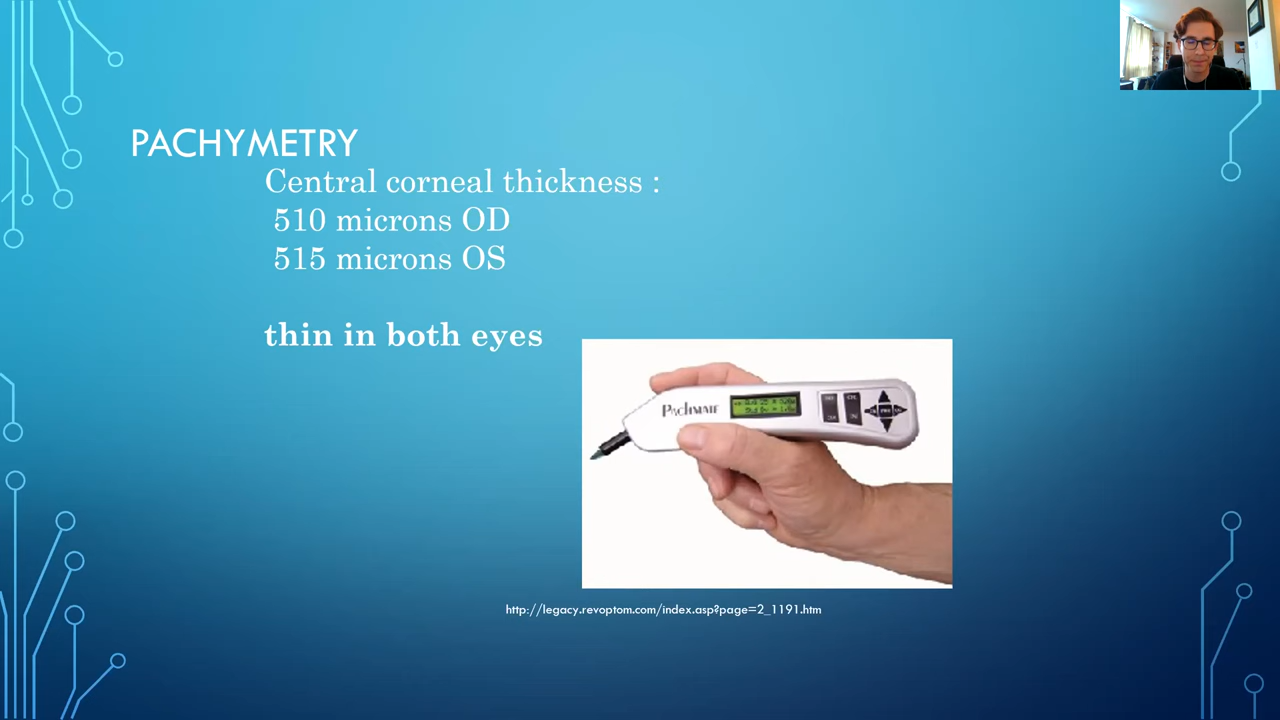 PACHYMETRY
Central corneal thickness :
510 microns OD
515 microns OS
thin in both eyes
PACHMATE
http://legacy.revoptom.com/index.asp?page=2_1191.htm